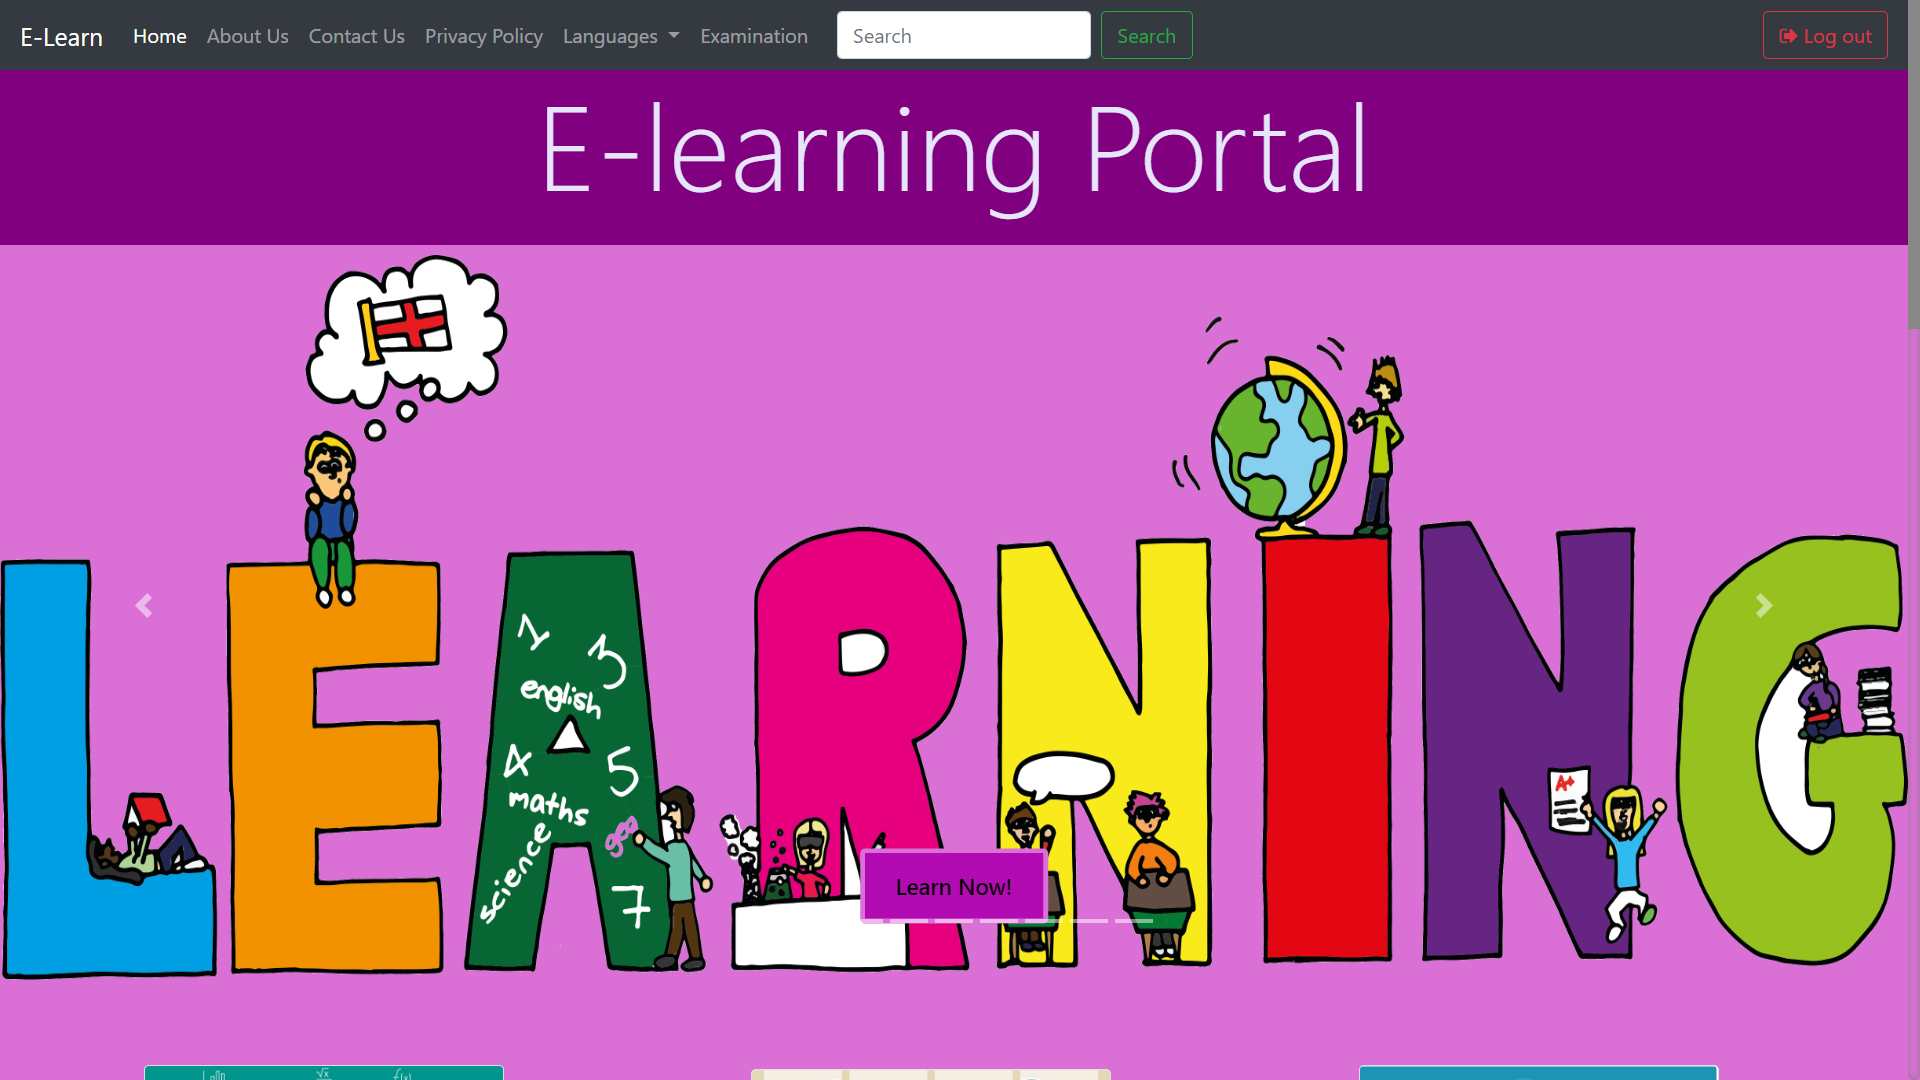 E-Learn Home About Us Contact Us Privacy Policy Languages Examination Search Search Log out
E-learning Portal
LEARNING
1 3
english
4 5
maths
geo
science
7
A+
Learn Now!
√x f(x)